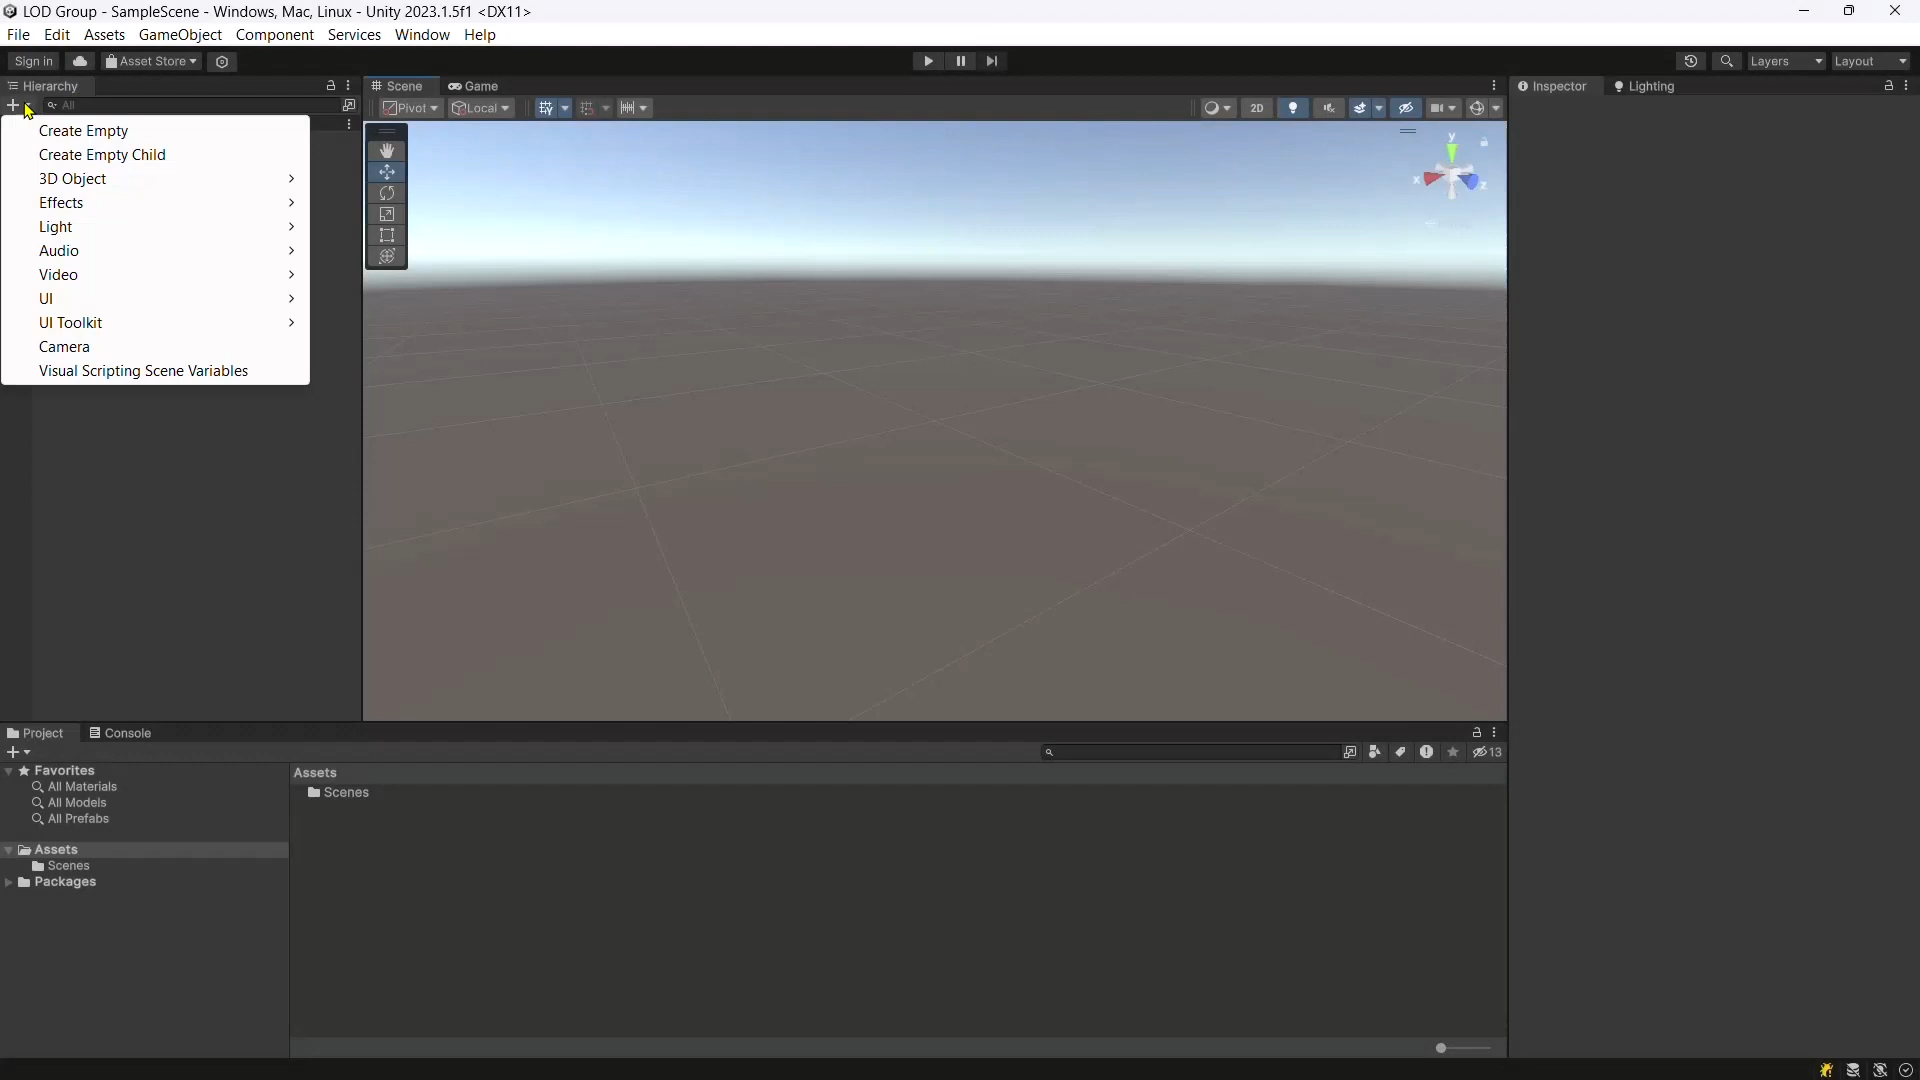 LOD Group - SampleScene - Windows, Mac, Linux - Unity 2023.1.5f1 <DX11>
File Edit Assets GameObject Component Services Window Help
Sign in Asset Store Layers Layout
Hierarchy Scene Game Inspector Lighting
All Pivot Local 2D
Create Empty
Create Empty Child
3D Object
Effects
Light
Audio
Video
UI
UI Toolkit
Camera
Visual Scripting Scene Variables
y
x z
Project Console
13
Favorites
All Materials
All Models
All Prefabs
Assets
Scenes
Packages
Assets
Scenes